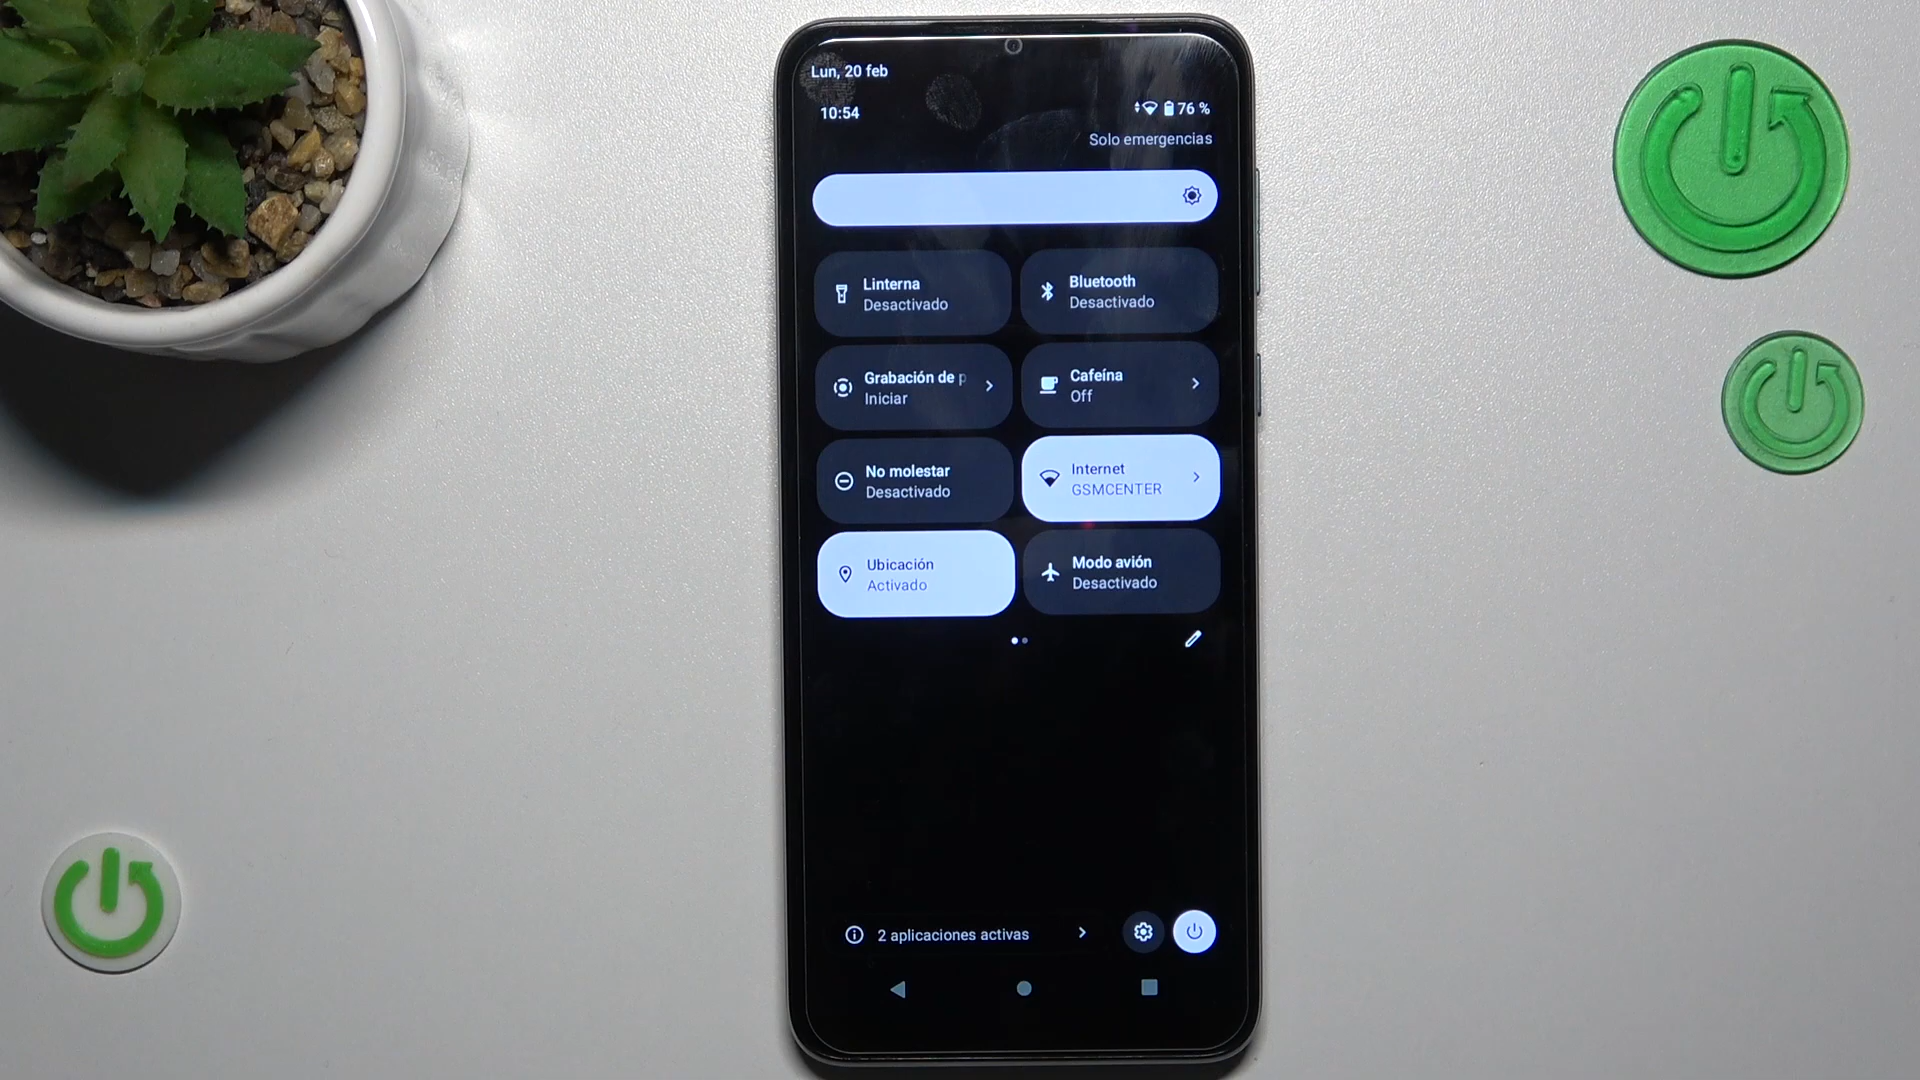 Lun, 20 feb
10:54
76 %
Solo emergencias
Linterna
Desactivado
Bluetooth
Desactivado
Grabación de p
Iniciar
Cafeína
Off
No molestar
Desactivado
Internet
GSMCENTER
Ubicación
Activado
Modo avión
Desactivado
2 aplicaciones activas